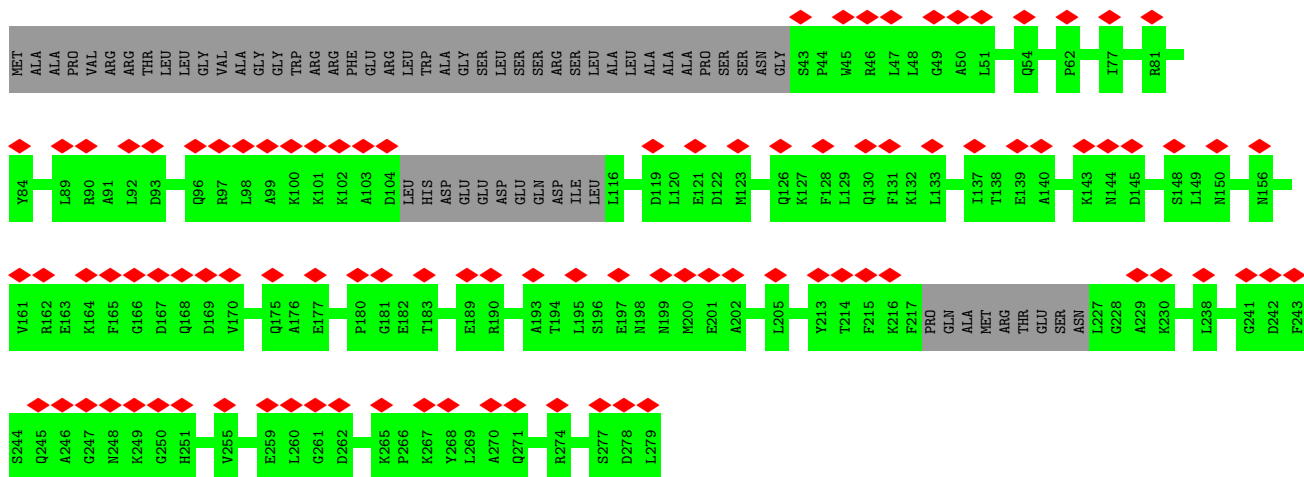 MET ALA ALA PRO VAL ARG ARG THR LEU LEU GLY VAL ALA GLY GLY TRP ARG ARG PHE GLU ARG LEU TRP ALA GLY SER LEU SER SER ARG SER LEU ALA LEU ALA ALA ALA PRO SER SER ASN GLY S43 P44 W45 R46 L47 L48 G49 A50 L51 Q54 P62 I77 R81
Y84 L89 R90 A91 L92 D93 Q96 R97 L98 A99 K100 K101 K102 A103 D104 LEU HIS ASP GLU GLU ASP GLU GLN ASP ILE LEU L116 D119 L120 E121 D122 M123 Q126 K127 F128 L129 Q130 F131 K132 L133 I137 T138 E139 A140 K143 N144 D145 S148 L149 N150 N156
V161 R162 E163 K164 F165 G166 D167 Q168 D169 V170 Q175 A176 E177 P180 G181 E182 T183 E189 R190 A193 T194 L195 S196 E197 N198 N199 M200 E201 A202 L205 Y213 T214 F215 K216 F217 PRO GLN ALA MET ARG THR GLU SER ASN L227 G228 A229 K230 L238 G241 D242 F243
S244 Q245 A246 G247 N248 K249 G250 H251 V255 E259 L260 G261 D262 K265 P266 K267 Y268 L269 A270 Q271 R274 S277 D278 L279